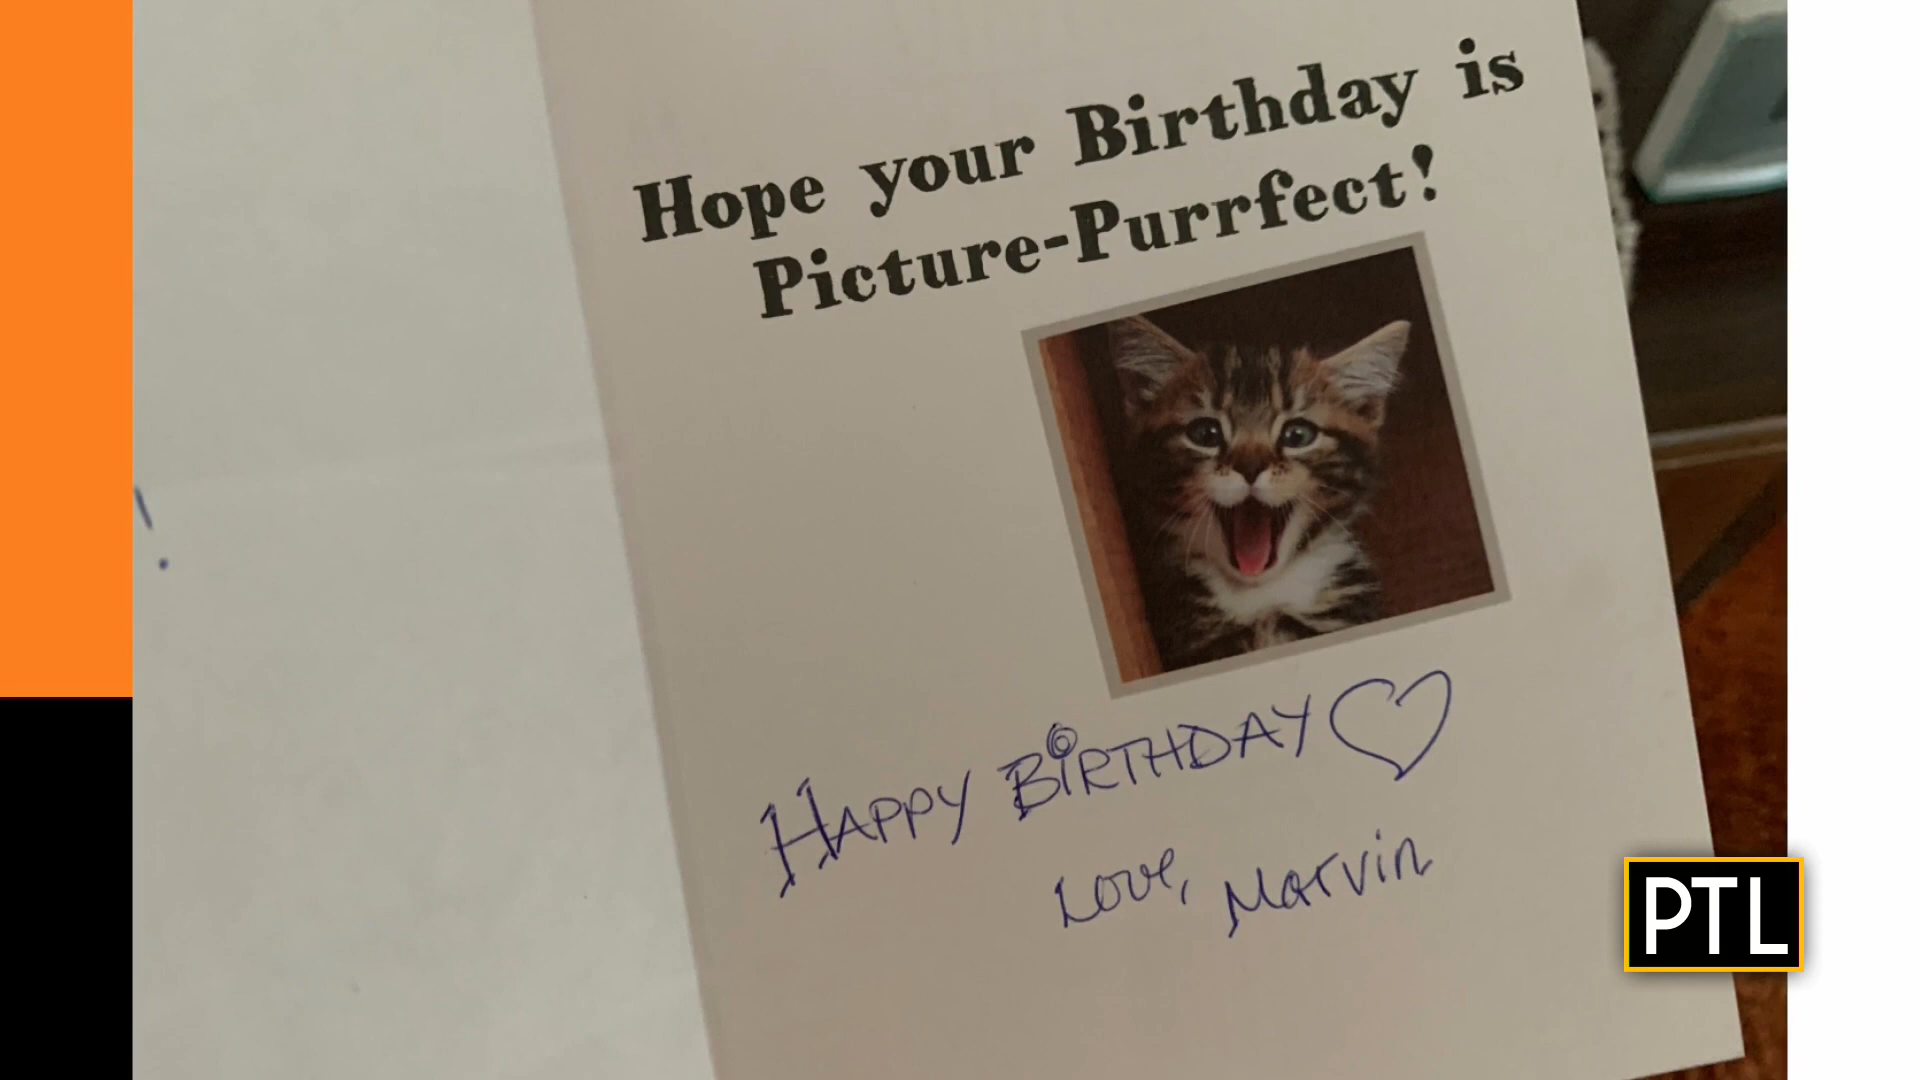 Hope your Birthday is
Picture-Purrfect!
!
HAPPY BiRTHDAY
Love, Marvin
PTL